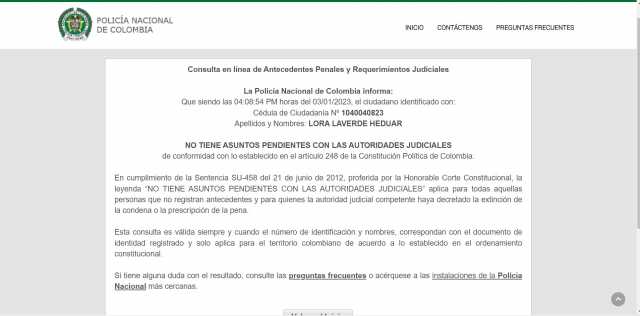 POLICÍA NACIONAL
DE COLOMBIA
INICIO CONTÁCTENOS PREGUNTAS FRECUENTES
Consulta en línea de Antecedentes Penales y Requerimientos Judiciales
La Policía Nacional de Colombia informa:
Que siendo las 04:08:54 PM horas del 03/01/2023, el ciudadano identificado con:
Cédula de Ciudadanía Nº 1040040823
Apellidos y Nombres: LORA LAVERDE HEDUAR
NO TIENE ASUNTOS PENDIENTES CON LAS AUTORIDADES JUDICIALES
de conformidad con lo establecido en el artículo 248 de la Constitución Política de Colombia.
En cumplimiento de la Sentencia SU-458 del 21 de junio de 2012, proferida por la Honorable Corte Constitucional, la
leyenda "NO TIENE ASUNTOS PENDIENTES CON LAS AUTORIDADES JUDICIALES" aplica para todas aquellas
personas que no registran antecedentes y para quienes la autoridad judicial competente haya decretado la extinción de
la condena o la prescripción de la pena.
Esta consulta es válida siempre y cuando el número de identificación y nombres, correspondan con el documento de
identidad registrado y solo aplica para el territorio colombiano de acuerdo a lo establecido en el ordenamiento
constitucional.
Si tiene alguna duda con el resultado, consulte las preguntas frecuentes o acérquese a las instalaciones de la Policía
Nacional más cercanas.